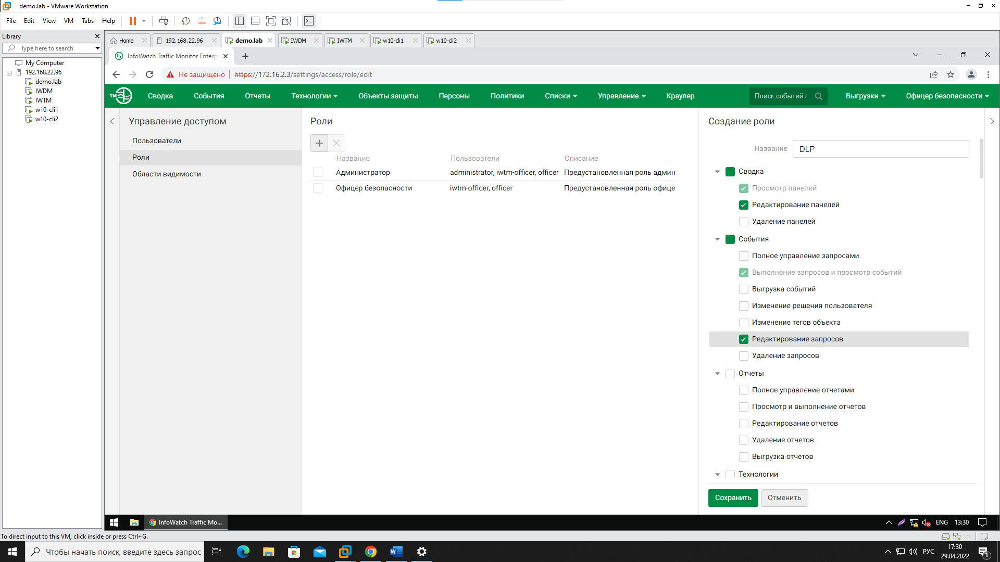 demo.lab - VMware Workstation
File Edit View VM Tabs Help
Library
Type here to search
My Computer
192.168.22.96
demo.lab
IWDM
IWTM
w10-cli1
w10-cli2
Home 192.168.22.96 demo.lab IWDM IWTM w10-cli1 w10-cli2
InfoWatch Traffic Monitor Enterp
Не защищено https://172.16.2.3/settings/access/role/edit
TM Сводка События Отчеты Технологии Объекты защиты Персоны Политики Списки Управление Краулер Поиск событий Выгрузки Офицер безопасности
Управление доступом
Пользователи
Роли
Области видимости
Роли
Название Пользователи Описание
Администратор administrator, iwtm-officer, officer Предустановленная роль админ
Офицер безопасности iwtm-officer, officer Предустановленная роль офице
Создание роли
Название DLP
Сводка
Просмотр панелей
Редактирование панелей
Удаление панелей
События
Полное управление запросами
Выполнение запросов и просмотр событий
Выгрузка событий
Изменение решения пользователя
Изменение тегов объекта
Редактирование запросов
Удаление запросов
Отчеты
Полное управление отчетами
Просмотр и выполнение отчетов
Редактирование отчетов
Удаление отчетов
Выгрузка отчетов
Технологии
Сохранить Отменить
InfoWatch Traffic Mo... ENG 13:30
To direct input to this VM, click inside or press Ctrl+G.
Чтобы начать поиск, введите здесь запрос
РУС 17:30
29.04.2022
1